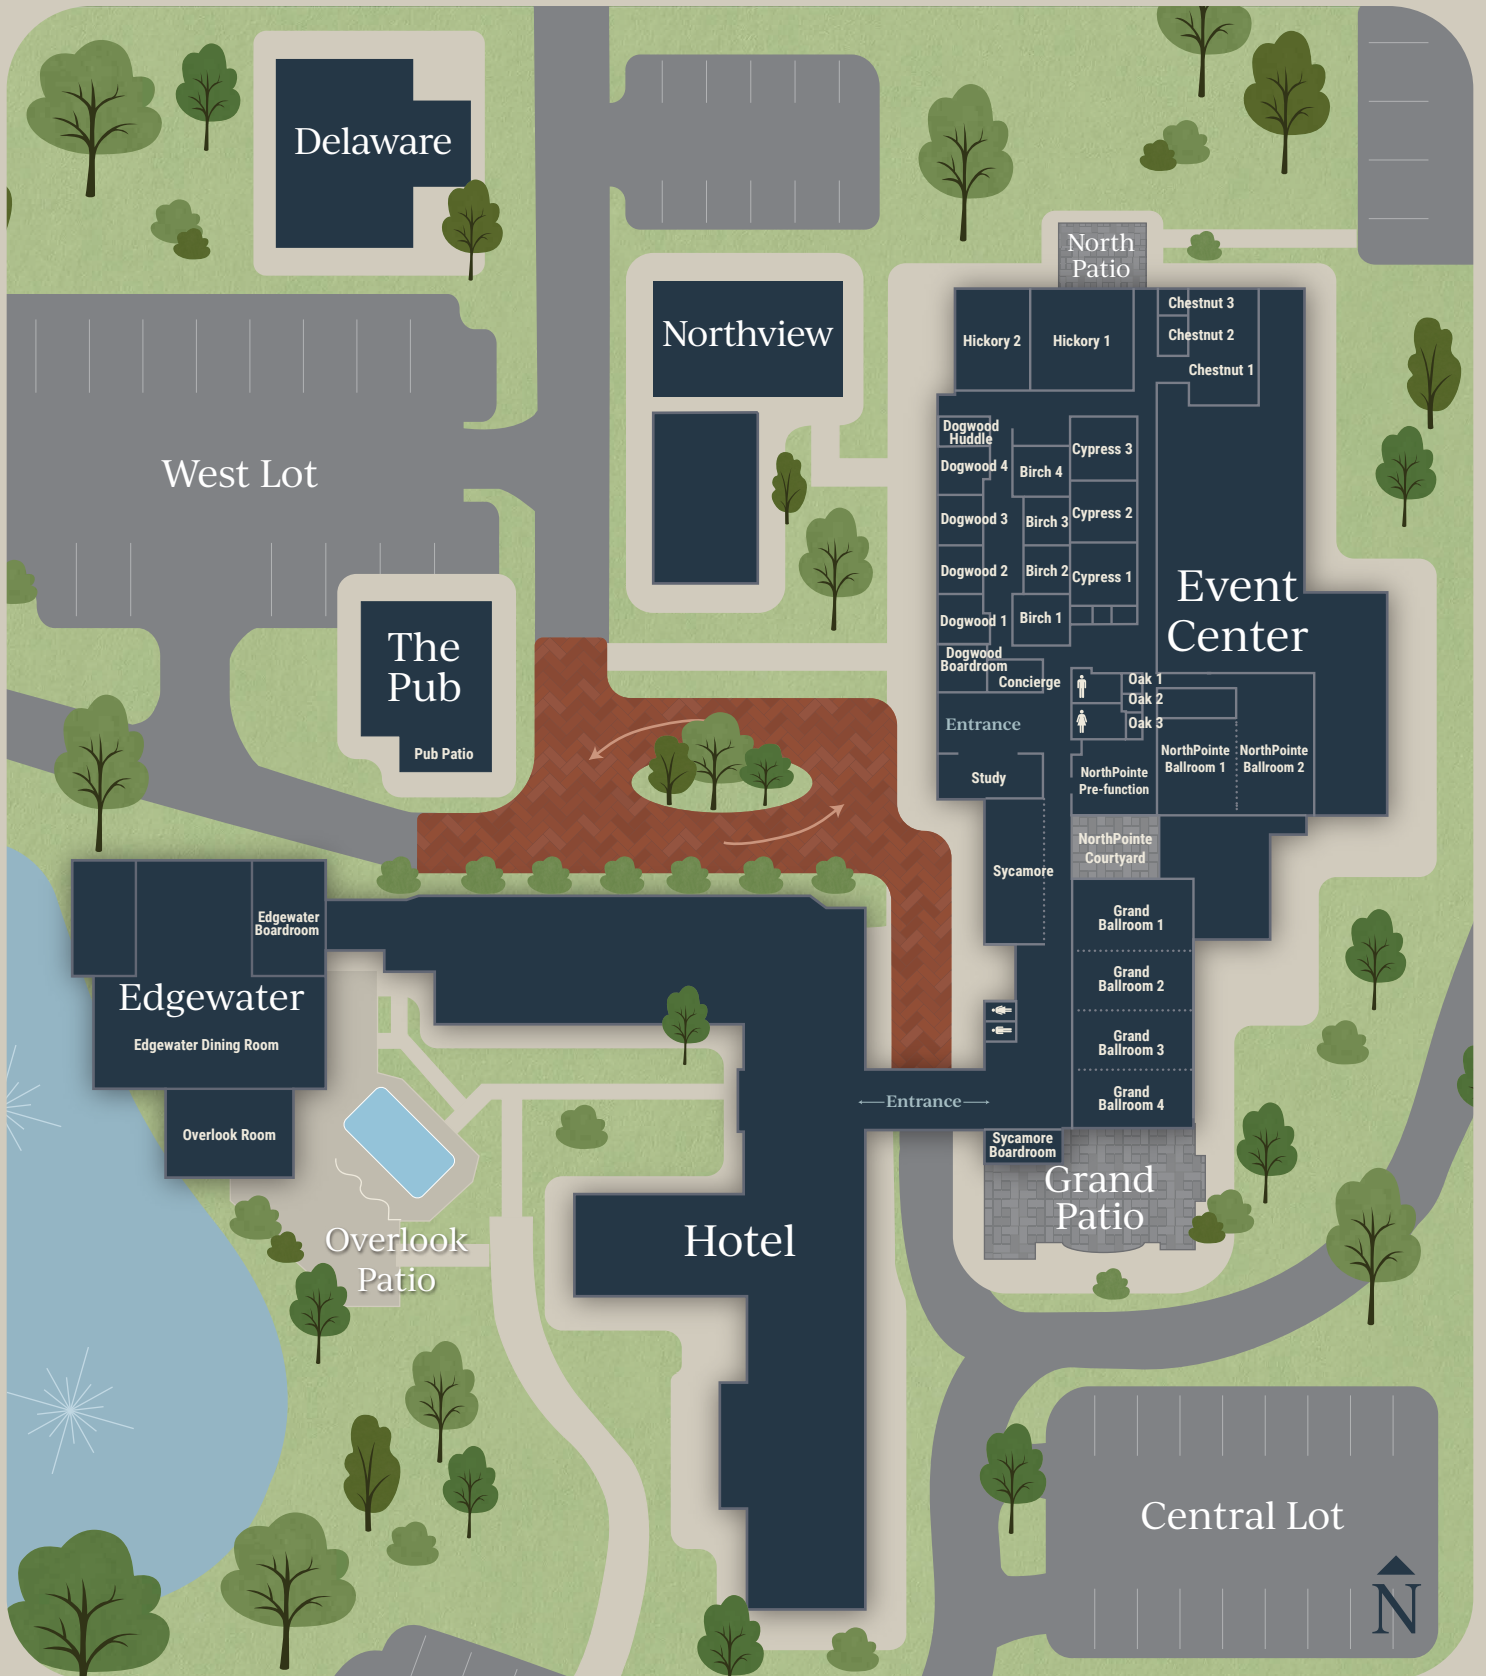 Delaware
North
Patio
Northview
Hickory 2
Hickory 1
Chestnut 3
Chestnut 2
Chestnut 1
West Lot
Dogwood
Huddle
Dogwood 4
Dogwood 3
Dogwood 2
Dogwood 1
Dogwood
Boardroom
Birch 4
Birch 3
Birch 2
Birch 1
Cypress 3
Cypress 2
Cypress 1
Event
Center
Concierge
Oak 1
Oak 2
Oak 3
Entrance
The
Pub
Pub Patio
Study
NorthPointe
Pre-function
NorthPointe
Ballroom 1
NorthPointe
Ballroom 2
NorthPointe
Courtyard
Sycamore
Grand
Ballroom 1
Grand
Ballroom 2
Grand
Ballroom 3
Grand
Ballroom 4
Edgewater
Boardroom
Edgewater
Edgewater Dining Room
Overlook Room
Entrance
Sycamore
Boardroom
Grand
Patio
Overlook
Patio
Hotel
Central Lot
N